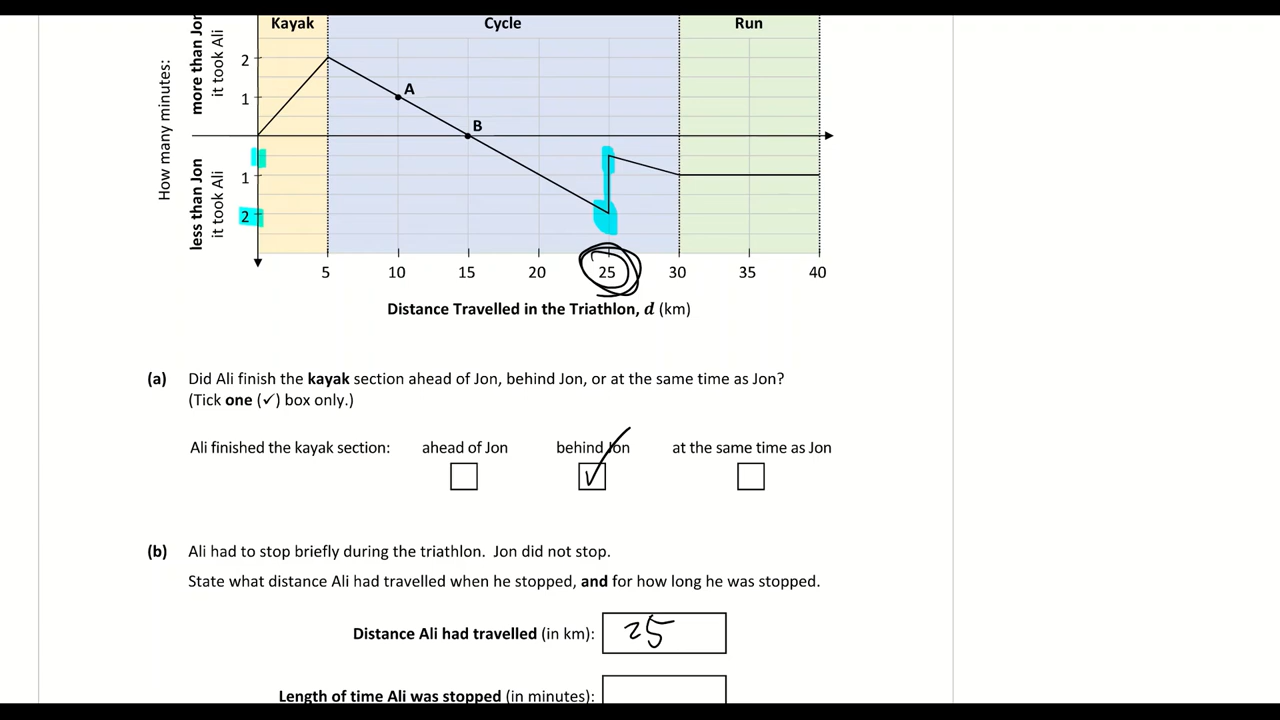 Kayak Cycle Run
How many minutes:
more than Jon
it took Ali
less than Jon
it took Ali
2
1
A
B
1
2
5 10 15 20 25 30 35 40
Distance Travelled in the Triathlon, d (km)
(a) Did Ali finish the kayak section ahead of Jon, behind Jon, or at the same time as Jon?
(Tick one (✓) box only.)
Ali finished the kayak section: ahead of Jon behind Jon at the same time as Jon
✓
(b) Ali had to stop briefly during the triathlon. Jon did not stop.
State what distance Ali had travelled when he stopped, and for how long he was stopped.
Distance Ali had travelled (in km): 25
Length of time Ali was stopped (in minutes):